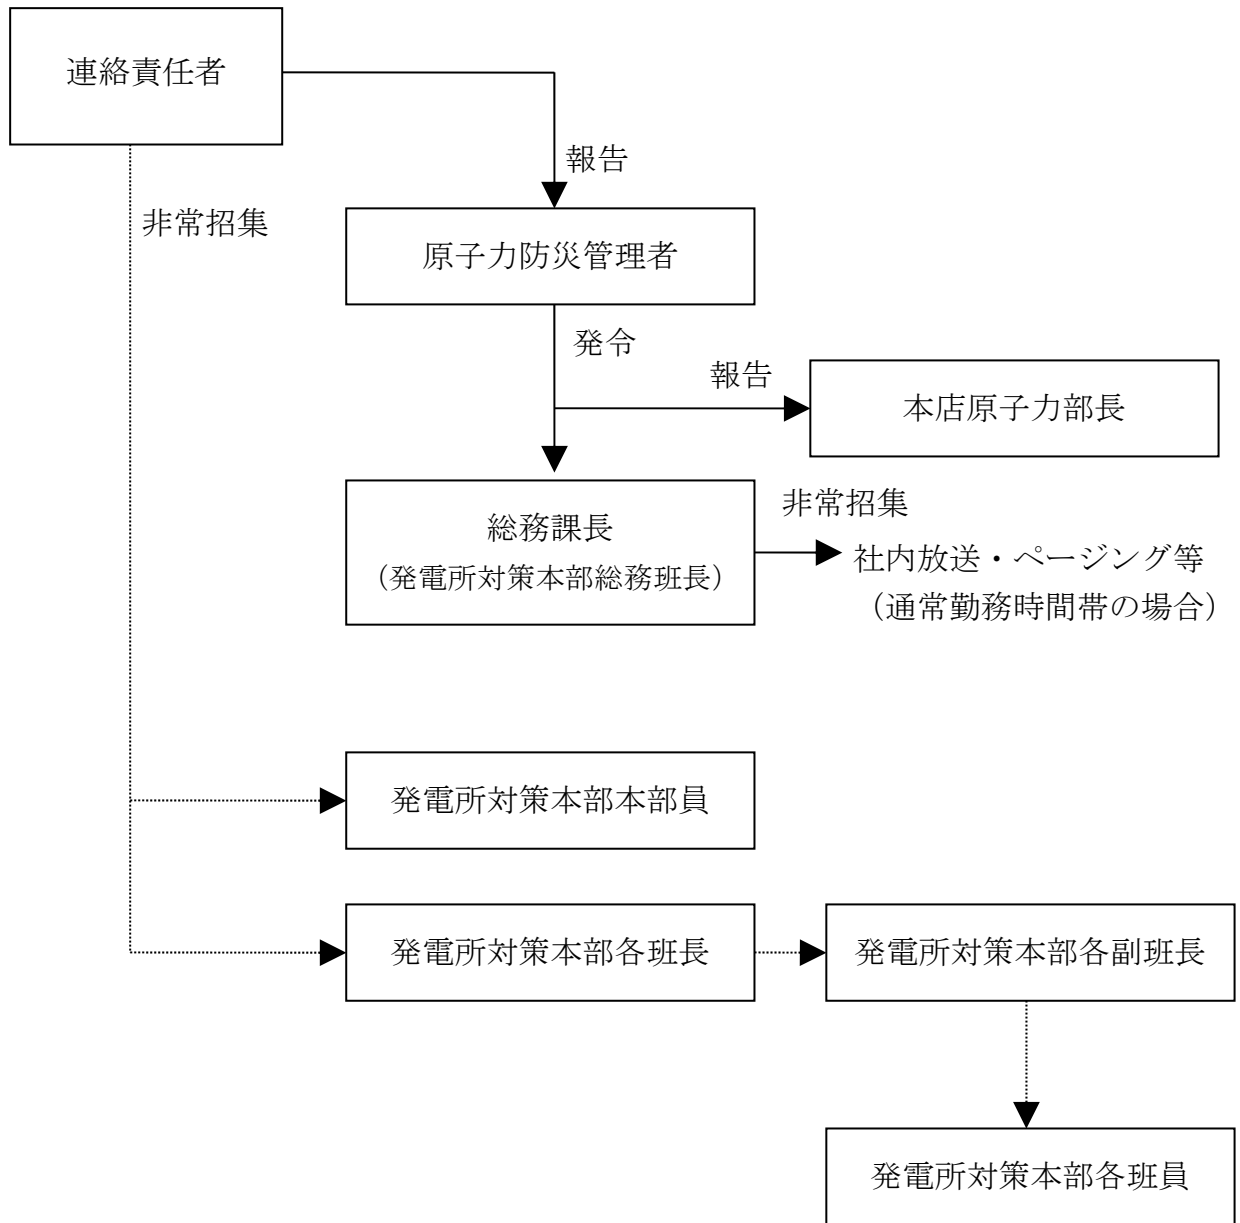 連絡責任者
報告
非常招集
原子力防災管理者
発令
報告
本店原子力部長
総務課長
（発電所対策本部総務班長）
非常招集
社内放送・ページング等
（通常勤務時間帯の場合）
発電所対策本部本部員
発電所対策本部各班長
発電所対策本部各副班長
発電所対策本部各班員